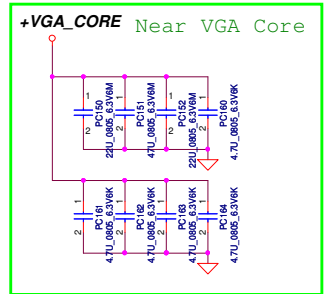 +VGA_CORE Near VGA Core
1
2
PC150
22U_0805_6.3V6M
1
2
PC151
47U_0805_6.3V6M
1
2
PC152
22U_0805_6.3V6M
1
2
PC160
4.7U_0805_6.3V6K
1
2
PC161
4.7U_0805_6.3V6K
1
2
PC162
4.7U_0805_6.3V6K
1
2
PC163
4.7U_0805_6.3V6K
1
2
PC164
4.7U_0805_6.3V6K